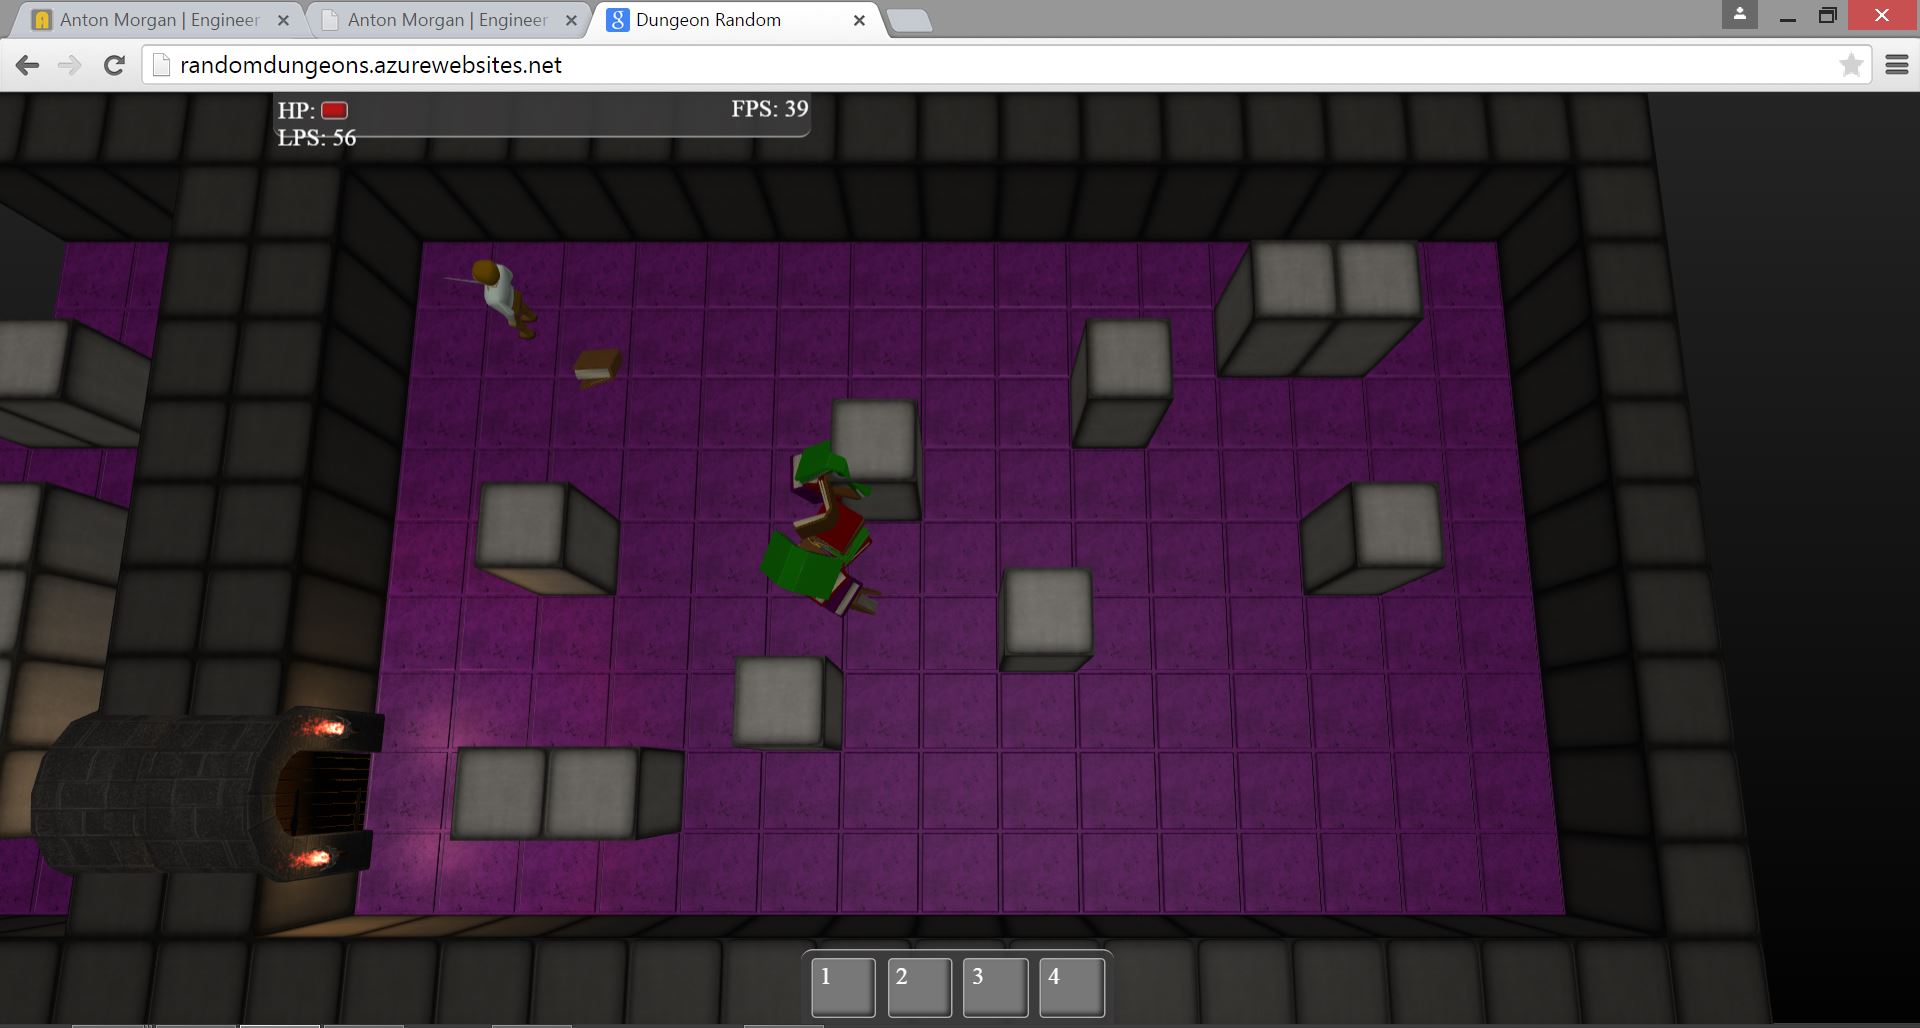 Anton Morgan | Engineer
Anton Morgan | Engineer
Dungeon Random
randomdungeons.azurewebsites.net
HP:
FPS: 39
LPS: 56
1
2
3
4